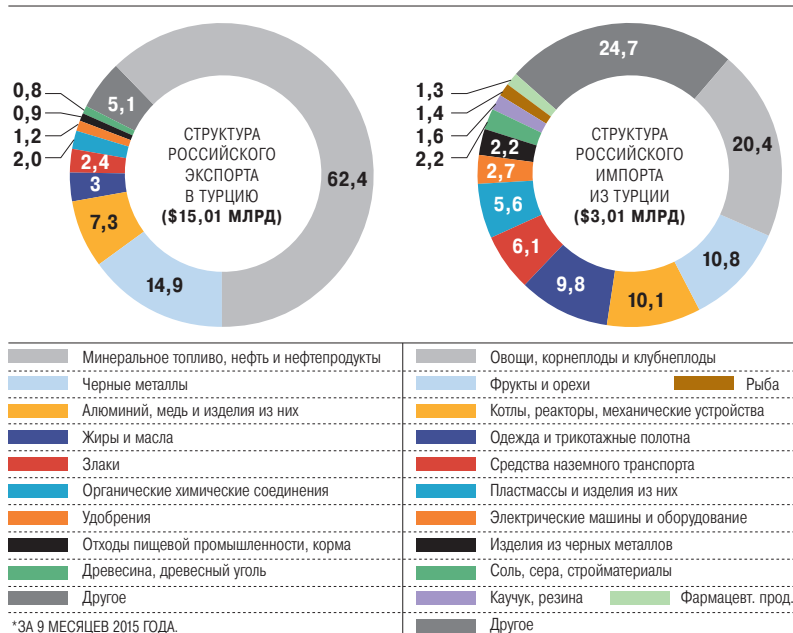 0,8
0,9
1,2
2,0
5,1
2,4
3
7,3
14,9
62,4
СТРУКТУРА
РОССИЙСКОГО
ЭКСПОРТА
В ТУРЦИЮ
($15,01 МЛРД)
1,3
1,4
1,6
2,2
24,7
20,4
10,8
10,1
9,8
6,1
5,6
2,7
2,2
СТРУКТУРА
РОССИЙСКОГО
ИМПОРТА
ИЗ ТУРЦИИ
($3,01 МЛРД)
Минеральное топливо, нефть и нефтепродукты
Черные металлы
Алюминий, медь и изделия из них
Жиры и масла
Злаки
Органические химические соединения
Удобрения
Отходы пищевой промышленности, корма
Древесина, древесный уголь
Другое
*ЗА 9 МЕСЯЦЕВ 2015 ГОДА.
Овощи, корнеплоды и клубнеплоды
Фрукты и орехи Рыба
Котлы, реакторы, механические устройства
Одежда и трикотажные полотна
Средства наземного транспорта
Пластмассы и изделия из них
Электрические машины и оборудование
Изделия из черных металлов
Соль, сера, стройматериалы
Каучук, резина Фармацевт. прод.
Другое